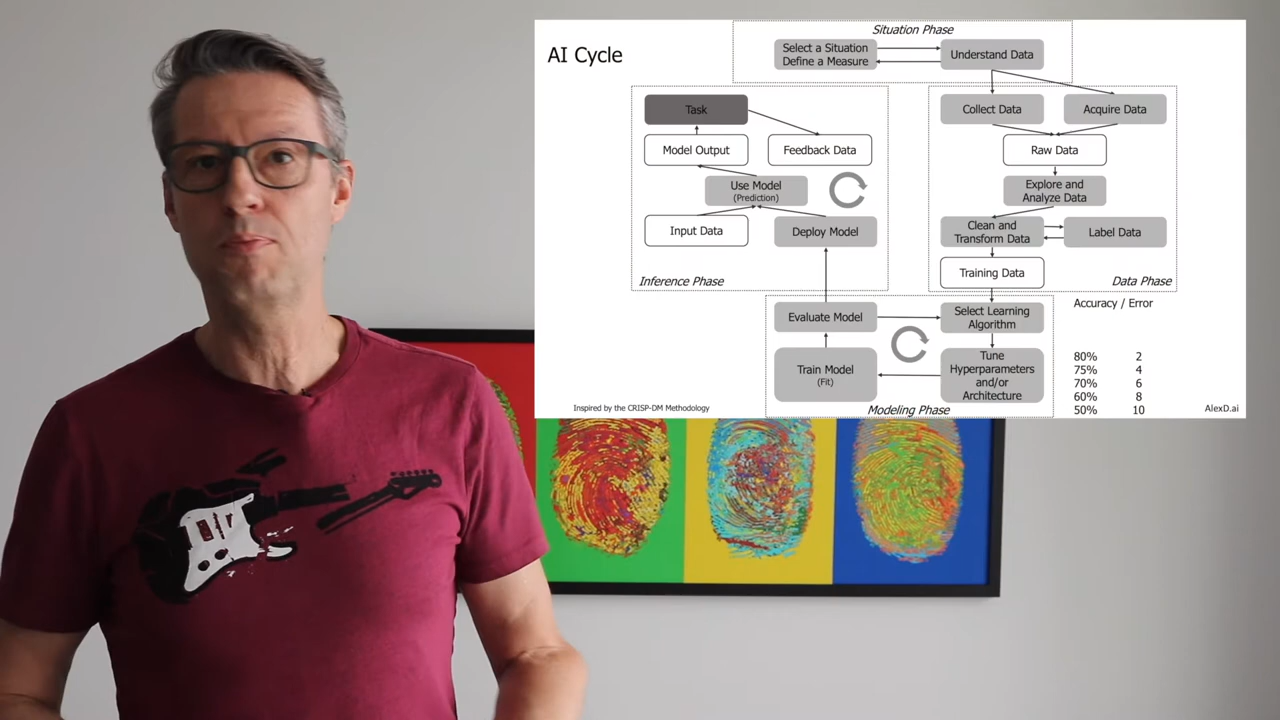 AI Cycle
Situation Phase
Select a Situation
Define a Measure
Understand Data
Task
Model Output
Feedback Data
Use Model
(Prediction)
Input Data
Deploy Model
Inference Phase
Collect Data
Acquire Data
Raw Data
Explore and
Analyze Data
Clean and
Transform Data
Label Data
Training Data
Data Phase
Evaluate Model
Select Learning
Algorithm
Train Model
(Fit)
Tune
Hyperparameters
and/or
Architecture
Modeling Phase
Accuracy / Error
80% 2
75% 4
70% 6
60% 8
50% 10
Inspired by the CRISP-DM Methodology
AlexD.ai